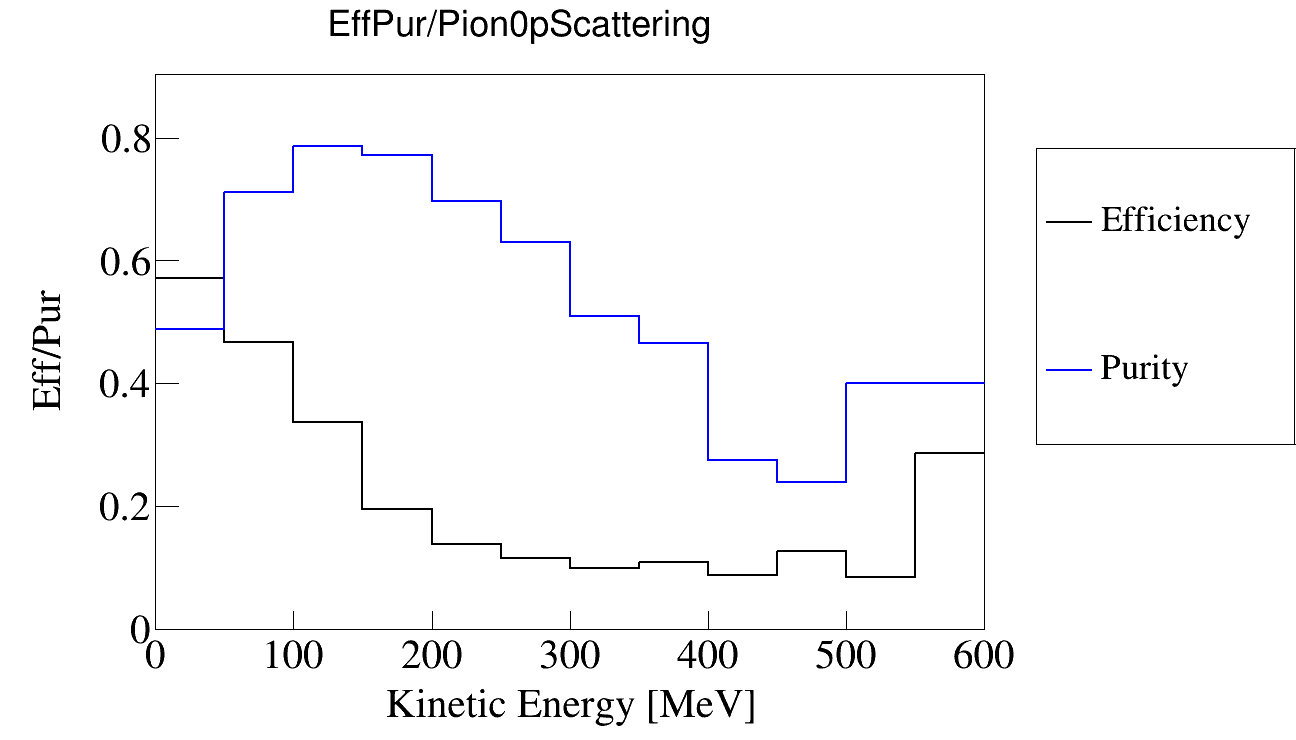 EffPur/Pion0pScattering
Eff/Pur
0.8
0.6
0.4
0.2
0
0 100 200 300 400 500 600
Kinetic Energy [MeV]
Efficiency
Purity